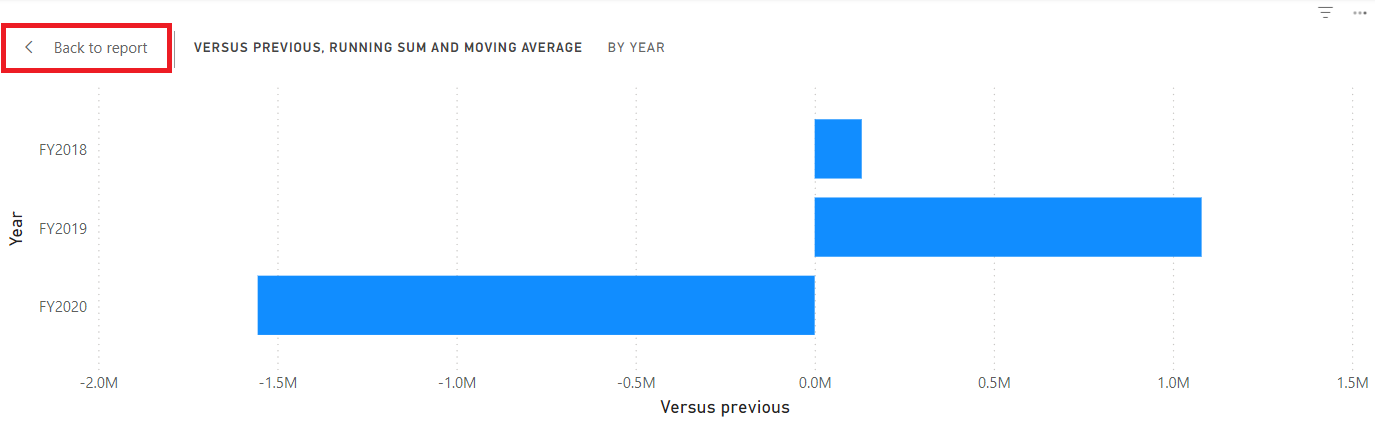 Back to report
VERSUS PREVIOUS, RUNNING SUM AND MOVING AVERAGE BY YEAR
Year
FY2018
FY2019
FY2020
-2.0M -1.5M -1.0M -0.5M 0.0M 0.5M 1.0M 1.5M
Versus previous